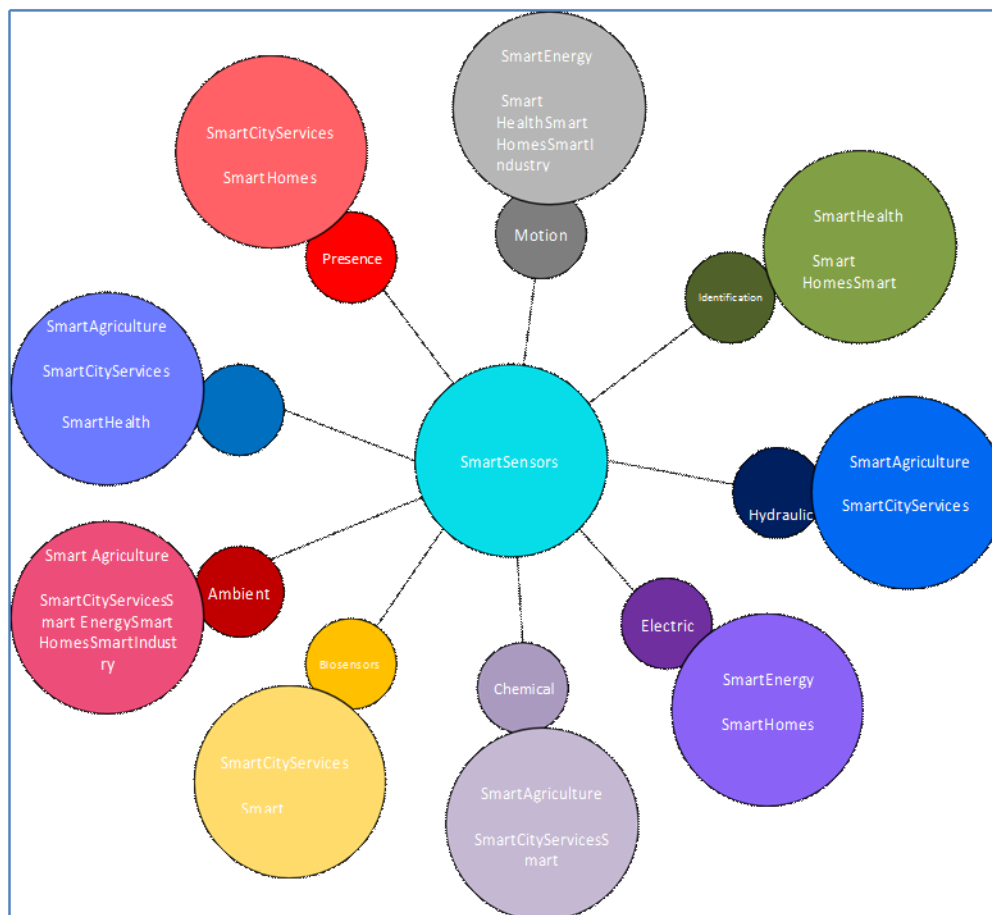 SmartEnergy
Smart
HealthSmart
HomesSmartI
ndustry
Motion
SmartCityServices
SmartHomes
Presence
SmartHealth
Smart
HomesSmart
Identification
SmartAgriculture
SmartCityServices
SmartHealth
SmartSensors
SmartAgriculture
SmartCityServices
Hydraulic
Smart Agriculture
SmartCityServicesS
mart EnergySmart
HomesSmartIndust
ry
Ambient
Electric
SmartEnergy
SmartHomes
Biosensors
SmartCityServices
Smart
Chemical
SmartAgriculture
SmartCityServicesS
mart